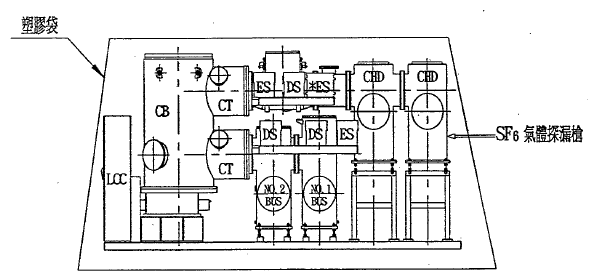 塑膠袋
ES DS *ES CHD CHD
CB CT
DS DS ES
SF6 氣體探漏槍
CT
LCC
NO.2 NO.1
BUS BUS